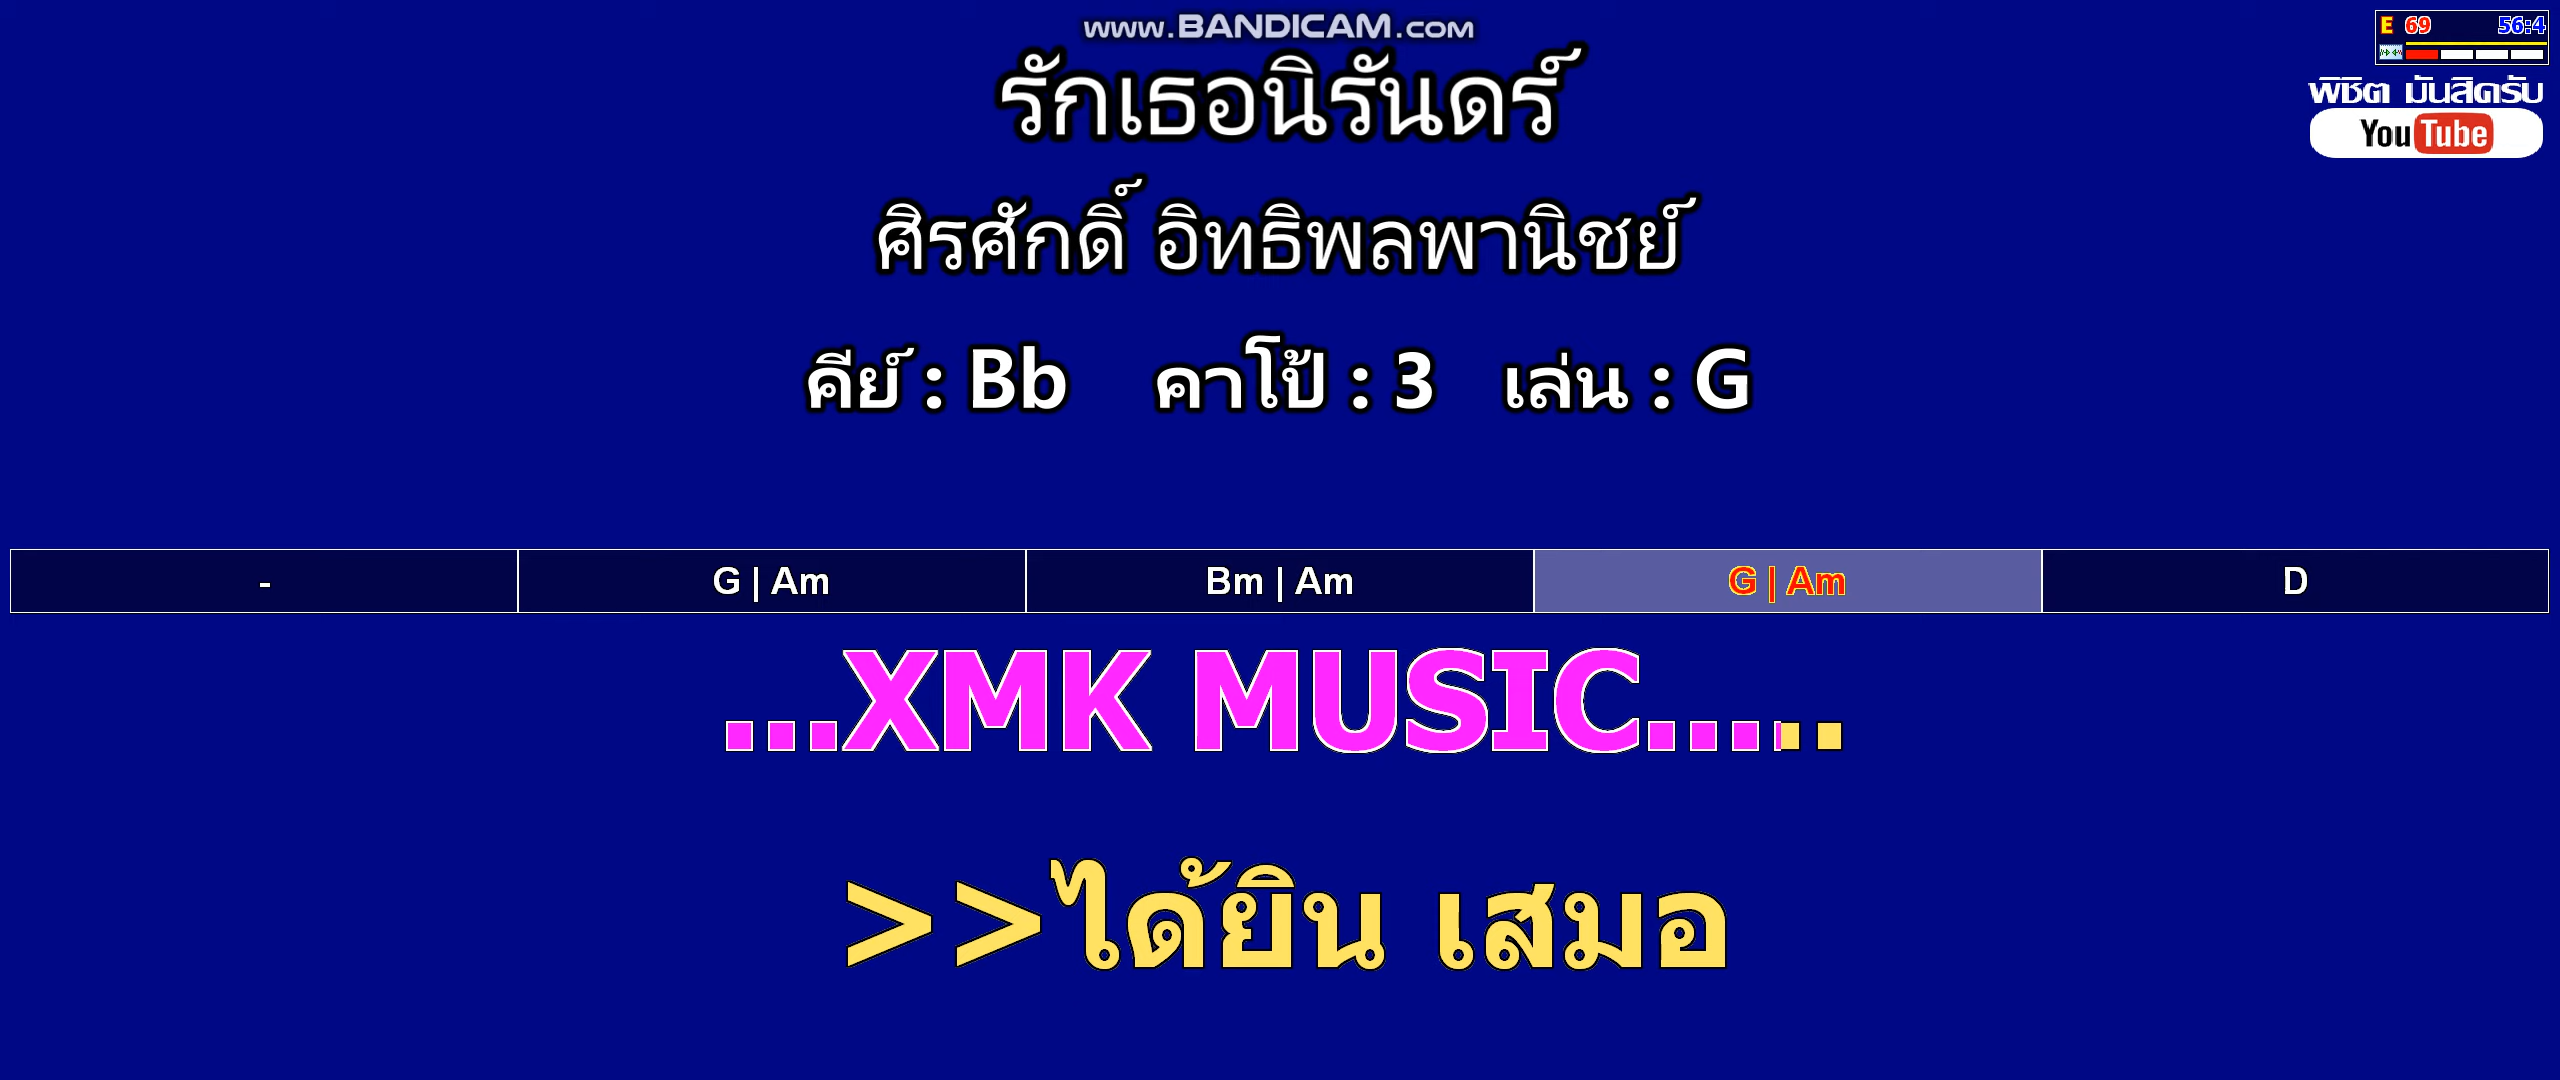 www.BANDICAM.com
E 69 56:4
รักเธอนิรันดร์
พิชิต มันสิครับ
YouTube
ศิรศักดิ์ อิทธิพลพานิชย์
คีย์ : Bb คาโป้ : 3 เล่น : G
- G | Am Bm | Am G | Am D
...XMK MUSIC.....
>>ได้ยิน เสมอ